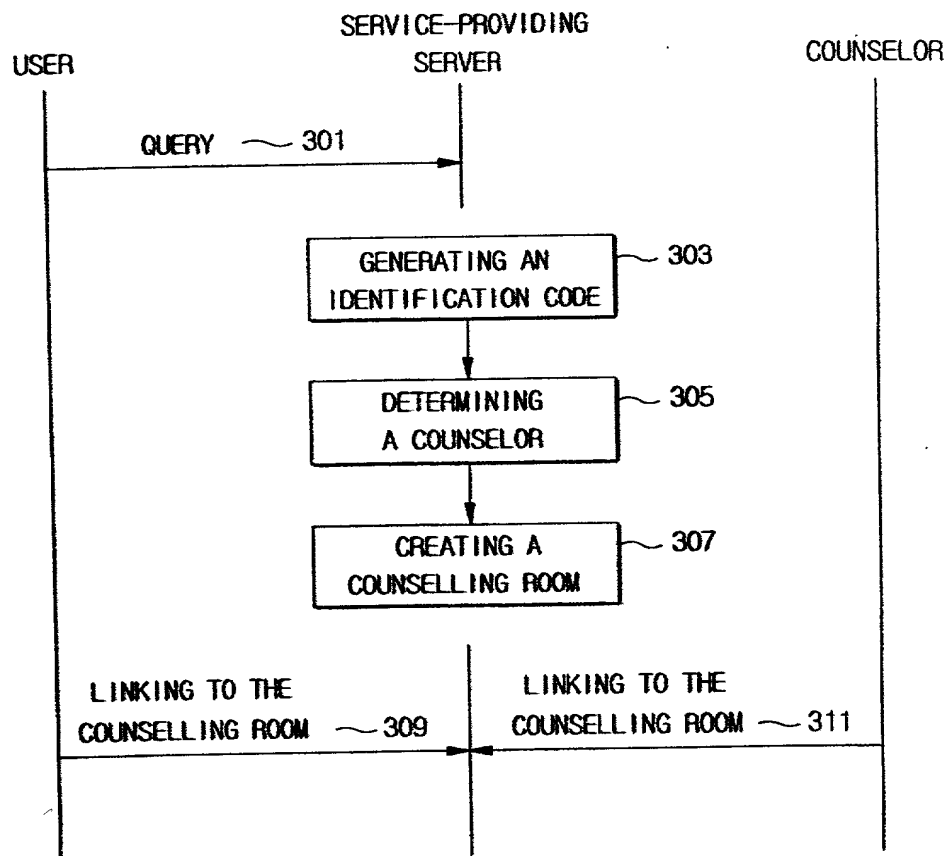 USER
SERVICE-PROVIDING
SERVER
COUNSELOR
QUERY 301
GENERATING AN
IDENTIFICATION CODE
303
DETERMINING
A COUNSELOR
305
CREATING A
COUNSELLING ROOM
307
LINKING TO THE
COUNSELLING ROOM 309
LINKING TO THE
COUNSELLING ROOM 311